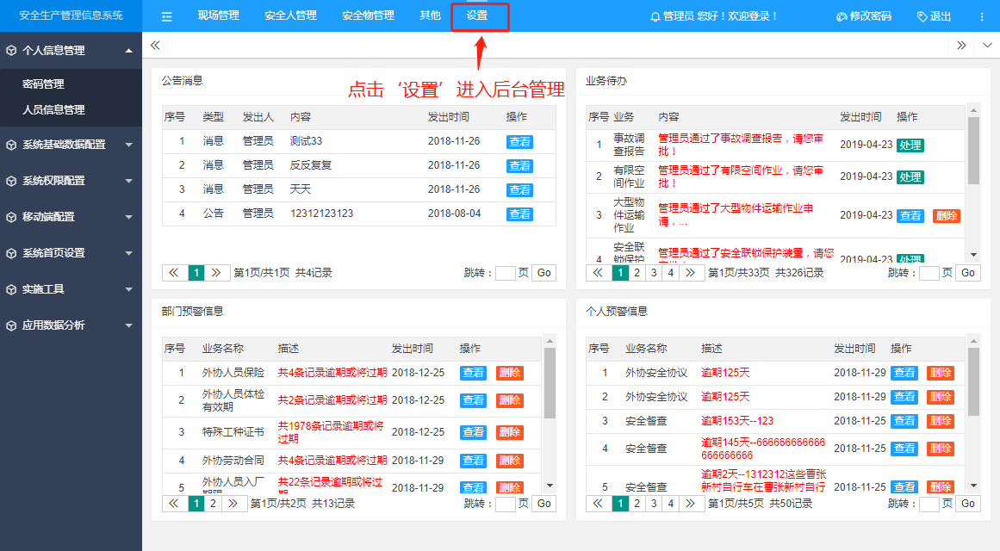 安全生产管理信息系统
现场管理 安全人管理 安全物管理 其他 设置 管理员 您好！欢迎登录！ 修改密码 退出
个人信息管理
密码管理
人员信息管理
系统基础数据配置
系统权限配置
移动端配置
系统首页设置
实施工具
应用数据分析
点击‘设置’进入后台管理
公告消息
序号 类型 发出人 内容 发出时间 操作
1 消息 管理员 测试33 2018-11-26 查看
2 消息 管理员 反反复复 2018-11-26 查看
3 消息 管理员 天天 2018-11-26 查看
4 公告 管理员 12312123123 2018-08-04 查看
1 第1页/共1页 共4记录 跳转： 页 Go
业务待办
序号 业务 内容 发出时间 操作
1 事故调查报告 管理员通过了事故调查报告，请您审批！ 2019-04-23 处理
2 有限空间作业 管理员通过了有限空间作业，请您审批！ 2019-04-23 处理
3 大型物件运输作业 管理员通过了大型物件运输作业申请，... 2019-04-23 查看 删除
4 安全联锁保护 管理员通过了安全联锁保护装置，请您审批！ 2019-04-23 处理
1 2 3 4 第1页/共33页 共326记录 跳转： 页 Go
部门预警信息
序号 业务名称 描述 发出时间 操作
1 外协人员保险 共4条记录逾期或将过期 2018-12-25 查看 删除
2 外协人员体检有效期 共2条记录逾期或将过期 2018-12-25 查看 删除
3 特殊工种证书 共1978条记录逾期或将过期 2018-12-25 查看 删除
4 外协劳动合同 共4条记录逾期或将过期 2018-11-29 查看 删除
5 外协人员入厂期限 共22条记录逾期或将过期 2018-11-29 查看 删除
1 2 第1页/共2页 共13记录 跳转： 页 Go
个人预警信息
序号 业务名称 描述 发出时间 操作
1 外协安全协议 逾期125天 2018-11-29 查看 删除
2 外协安全协议 逾期125天 2018-11-29 查看 删除
3 安全督查 逾期153天--123 2018-11-25 查看 删除
4 安全督查 逾期145天--666666666666666666666 2018-11-25 查看 删除
5 安全督查 逾期2天--1312312这些曹张新村自行车在曹张新村自行 2018-11-25 查看 删除
1 2 3 4 第1页/共5页 共50记录 跳转： 页 Go